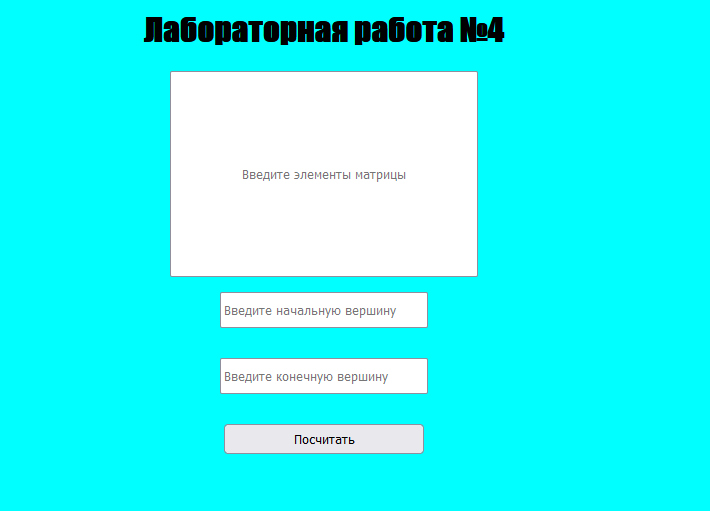 Лабораторная работа №4
Введите элементы матрицы
Введите начальную вершину
Введите конечную вершину
Посчитать